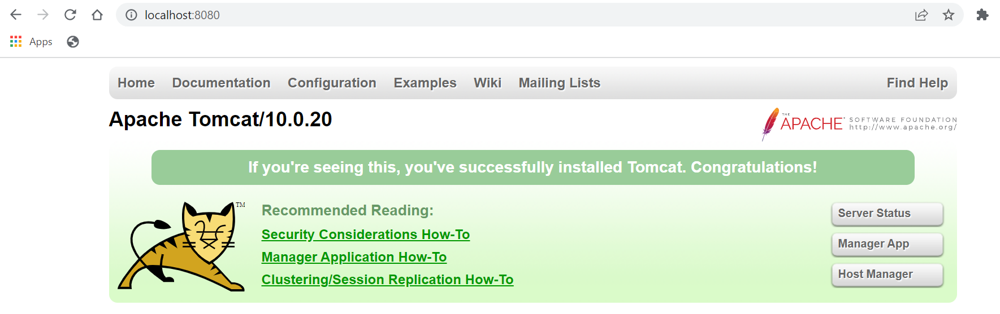 localhost:8080
Apps
Home Documentation Configuration Examples Wiki Mailing Lists Find Help
Apache Tomcat/10.0.20
THE APACHE® SOFTWARE FOUNDATION
http://www.apache.org/
If you're seeing this, you've successfully installed Tomcat. Congratulations!
TM
Recommended Reading:
Security Considerations How-To
Manager Application How-To
Clustering/Session Replication How-To
Server Status
Manager App
Host Manager